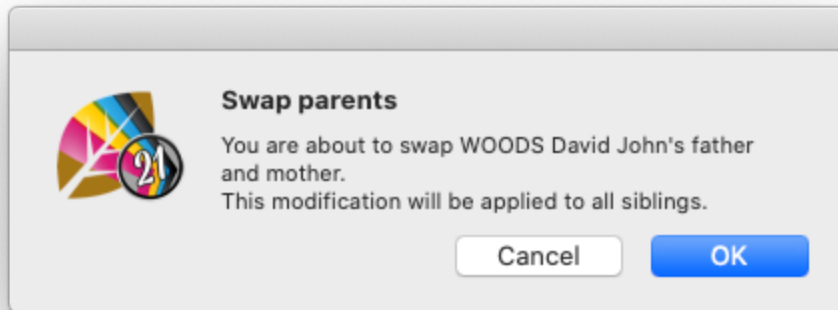 Swap parents
You are about to swap WOODS David John's father
and mother.
This modification will be applied to all siblings.
21
Cancel
OK